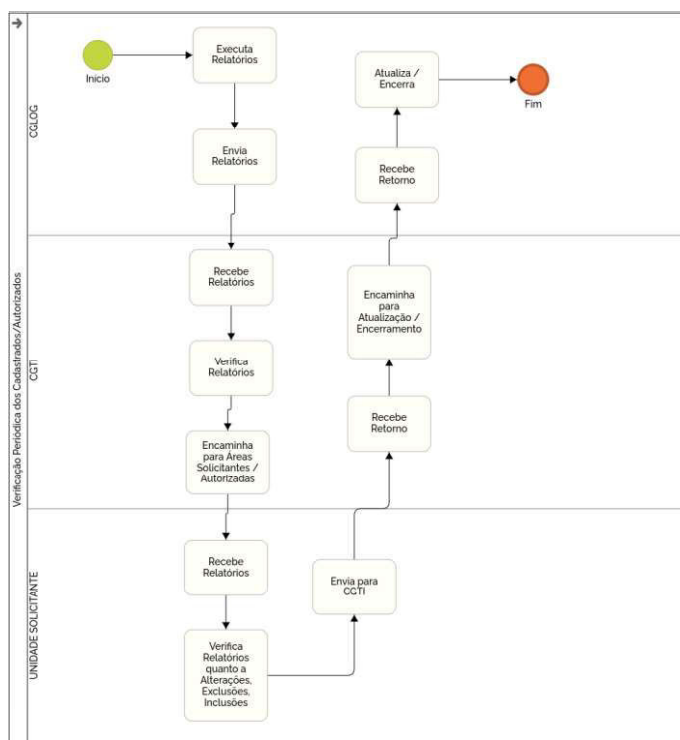 Verificação Periódica dos Cadastrados/Autorizados
CGLOG
Início
Executa
Relatórios
Envia
Relatórios
Atualiza /
Encerra
Fim
Recebe
Retorno
CGTI
Recebe
Relatórios
Verifica
Relatórios
Encaminha
para Áreas
Solicitantes /
Autorizadas
Encaminha
para
Atualização /
Encerramento
Recebe
Retorno
UNIDADE SOLICITANTE
Recebe
Relatórios
Verifica
Relatórios
quanto a
Alterações,
Exclusões,
Inclusões
Envia para
CGTI